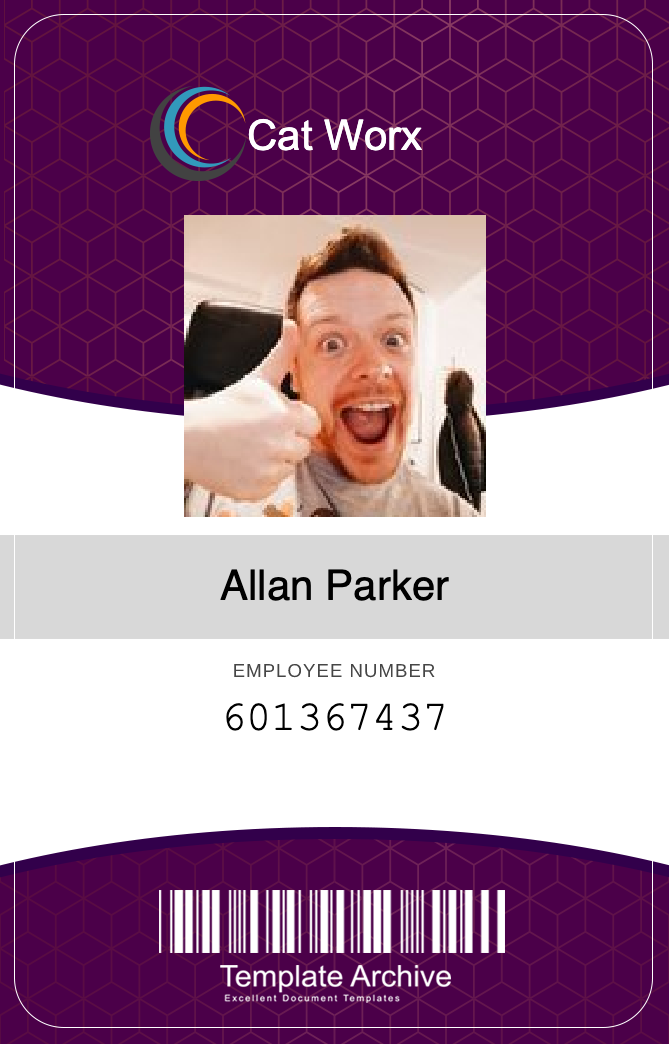 Cat Worx
Allan Parker
EMPLOYEE NUMBER
601367437
Template Archive
Excellent Document Templates